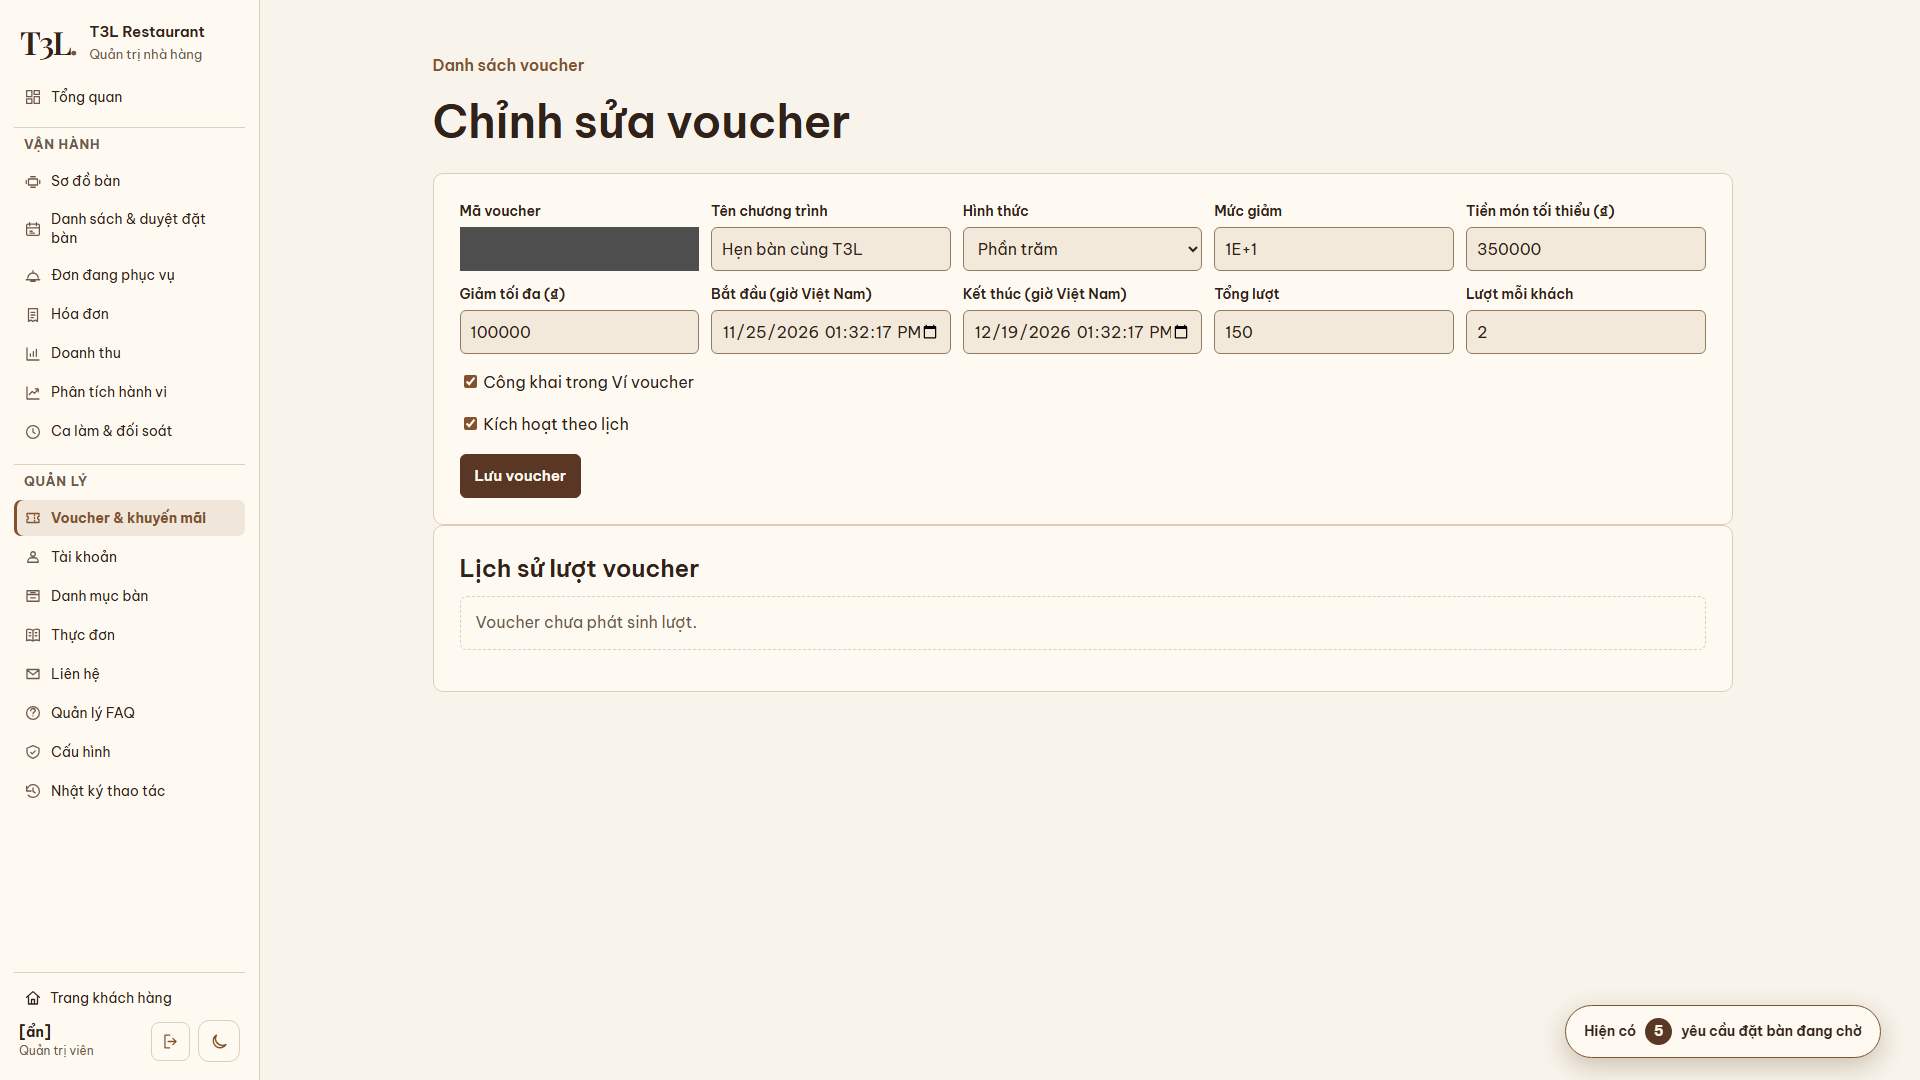 T3L.
T3L Restaurant
Quản trị nhà hàng
Tổng quan
VẬN HÀNH
Sơ đồ bàn
Danh sách & duyệt đặt
bàn
Đơn đang phục vụ
Hóa đơn
Doanh thu
Phân tích hành vi
Ca làm & đối soát
QUẢN LÝ
Voucher & khuyến mãi
Tài khoản
Danh mục bàn
Thực đơn
Liên hệ
Quản lý FAQ
Cấu hình
Nhật ký thao tác
Trang khách hàng
[ẩn]
Quản trị viên
Danh sách voucher
Chỉnh sửa voucher
Mã voucher
Tên chương trình
Hẹn bàn cùng T3L
Hình thức
Phần trăm
Mức giảm
1E+1
Tiền món tối thiểu (₫)
350000
Giảm tối đa (₫)
100000
Bắt đầu (giờ Việt Nam)
11/25/2026 01:32:17 PM
Kết thúc (giờ Việt Nam)
12/19/2026 01:32:17 PM
Tổng lượt
150
Lượt mỗi khách
2
Công khai trong Ví voucher
Kích hoạt theo lịch
Lưu voucher
Lịch sử lượt voucher
Voucher chưa phát sinh lượt.
Hiện có 5 yêu cầu đặt bàn đang chờ